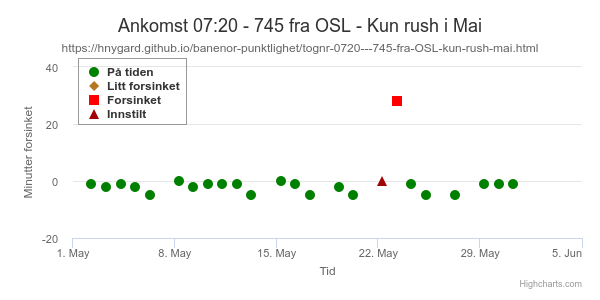 Ankomst 07:20 - 745 fra OSL - Kun rush i Mai
https://hnygard.github.io/banenor-punktlighet/tognr-0720---745-fra-OSL-kun-rush-mai.html
På tiden
Litt forsinket
Forsinket
Innstilt
Minutter forsinket
40
20
0
-20
1. May
8. May
15. May
22. May
29. May
5. Jun
Tid
Highcharts.com